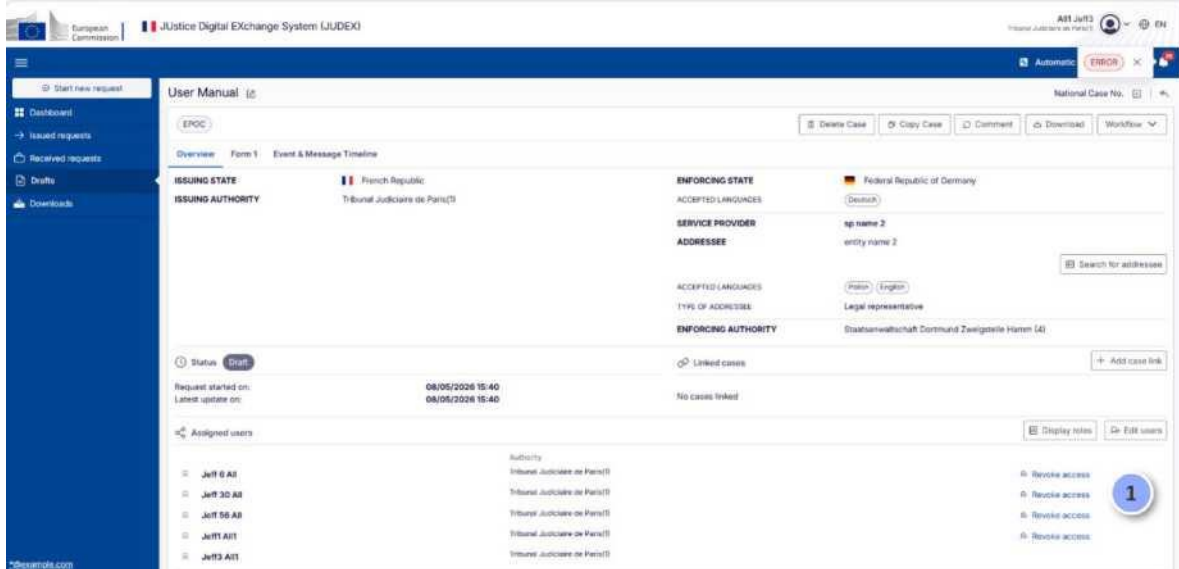 European
Commission
JUstice Digital EXchange System (JUDEX)
All1 Jeff3
Tribunal Judiciaire de Paris(1)
EN
Automatic
ERROR
Start new request
Dashboard
Issued requests
Received requests
Drafts
Downloads
User Manual
National Case No.
EPOC
Delete Case
Copy Case
Comment
Download
Workflow
Overview Form 1 Event & Message Timeline
ISSUING STATE French Republic
ISSUING AUTHORITY Tribunal Judiciaire de Paris(1)
ENFORCING STATE Federal Republic of Germany
ACCEPTED LANGUAGES Deutsch
SERVICE PROVIDER sp name 2
ADDRESSEE entity name 2
Search for addressee
ACCEPTED LANGUAGES Polish English
TYPE OF ADDRESSEE Legal representative
ENFORCING AUTHORITY Staatsanwaltschaft Dortmund Zweigstelle Hamm (4)
Status Draft
Linked cases
Add case link
Request started on: 08/05/2026 15:40
Latest update on: 08/05/2026 15:40
No cases linked
Assigned users
Display roles
Edit users
Authority
Jeff 6 All Tribunal Judiciaire de Paris(1) Revoke access
Jeff 30 All Tribunal Judiciaire de Paris(1) Revoke access
Jeff 56 All Tribunal Judiciaire de Paris(1) Revoke access
Jeff1 All1 Tribunal Judiciaire de Paris(1) Revoke access
Jeff3 All1 Tribunal Judiciaire de Paris(1)
1